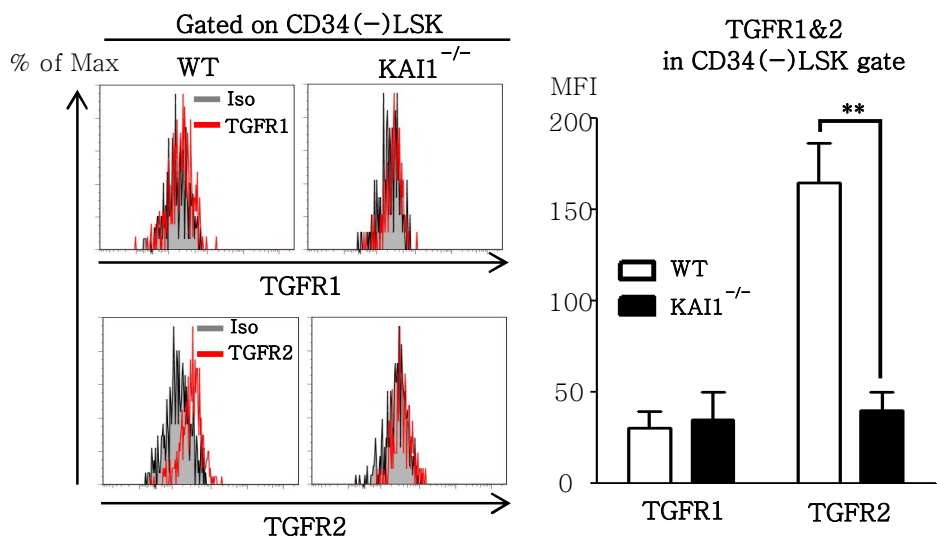 Gated on CD34(−)LSK
% of Max
WT
KAI1−/−
Iso
TGFR1
TGFR1
Iso
TGFR2
TGFR2
TGFR1&2
in CD34(−)LSK gate
MFI
200
150
100
50
0
**
WT
KAI1−/−
TGFR1
TGFR2